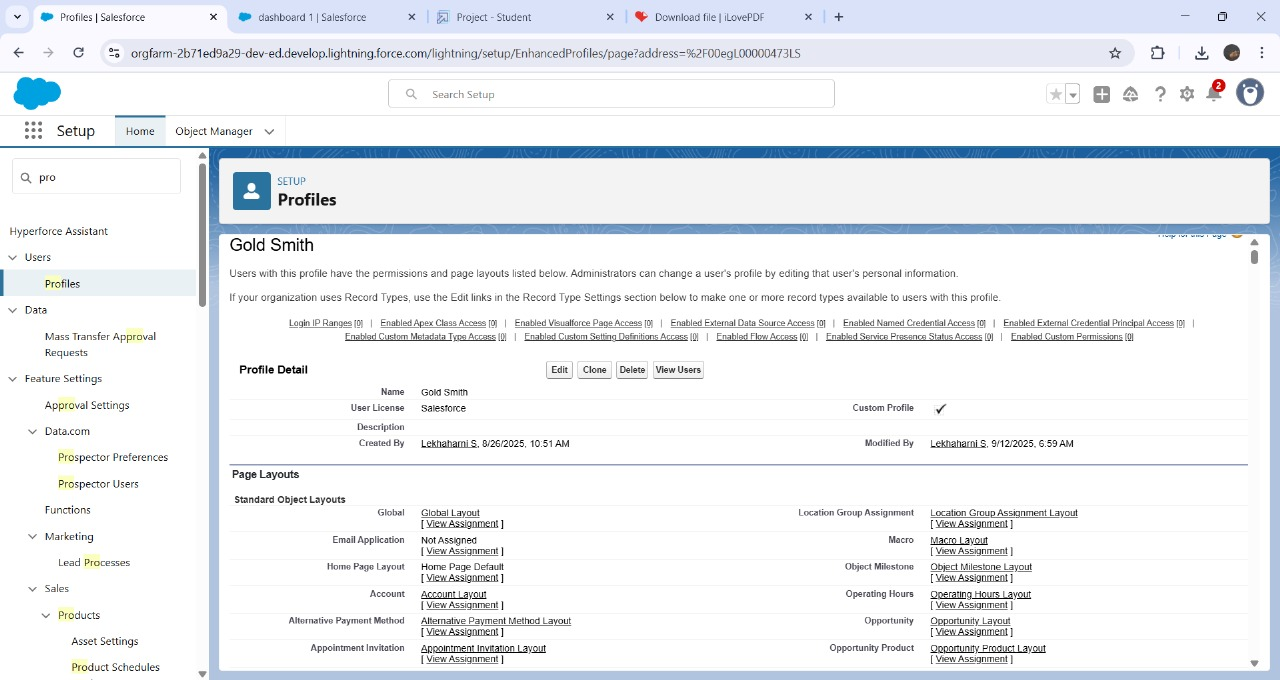 Profiles | Salesforce
dashboard 1 | Salesforce
Project - Student
Download file | iLovePDF
orgfarm-2b71ed9a29-dev-ed.develop.lightning.force.com/lightning/setup/EnhancedProfiles/page?address=%2F00egL00000473LS
Search Setup
2
Setup
Home
Object Manager
pro
SETUP
Profiles
Hyperforce Assistant
Users
Profiles
Data
Mass Transfer Approval
Requests
Feature Settings
Approval Settings
Data.com
Prospector Preferences
Prospector Users
Functions
Marketing
Lead Processes
Sales
Products
Asset Settings
Product Schedules
Help for this Page
Gold Smith
Users with this profile have the permissions and page layouts listed below. Administrators can change a user's profile by editing that user's personal information.
If your organization uses Record Types, use the Edit links in the Record Type Settings section below to make one or more record types available to users with this profile.
Login IP Ranges [0] | Enabled Apex Class Access [0] | Enabled Visualforce Page Access [0] | Enabled External Data Source Access [0] | Enabled Named Credential Access [0] | Enabled External Credential Principal Access [0] |
Enabled Custom Metadata Type Access [0] | Enabled Custom Setting Definitions Access [0] | Enabled Flow Access [0] | Enabled Service Presence Status Access [0] | Enabled Custom Permissions [0]
Profile Detail Edit Clone Delete View Users
Name Gold Smith
User License Salesforce Custom Profile ✓
Description
Created By Lekhaharni S, 8/26/2025, 10:51 AM Modified By Lekhaharni S, 9/12/2025, 6:59 AM
Page Layouts
Standard Object Layouts
Global Global Layout Location Group Assignment Location Group Assignment Layout
[ View Assignment ] [ View Assignment ]
Email Application Not Assigned Macro Macro Layout
[ View Assignment ] [ View Assignment ]
Home Page Layout Home Page Default Object Milestone Object Milestone Layout
[ View Assignment ] [ View Assignment ]
Account Account Layout Operating Hours Operating Hours Layout
[ View Assignment ] [ View Assignment ]
Alternative Payment Method Alternative Payment Method Layout Opportunity Opportunity Layout
[ View Assignment ] [ View Assignment ]
Appointment Invitation Appointment Invitation Layout Opportunity Product Opportunity Product Layout
[ View Assignment ] [ View Assignment ]